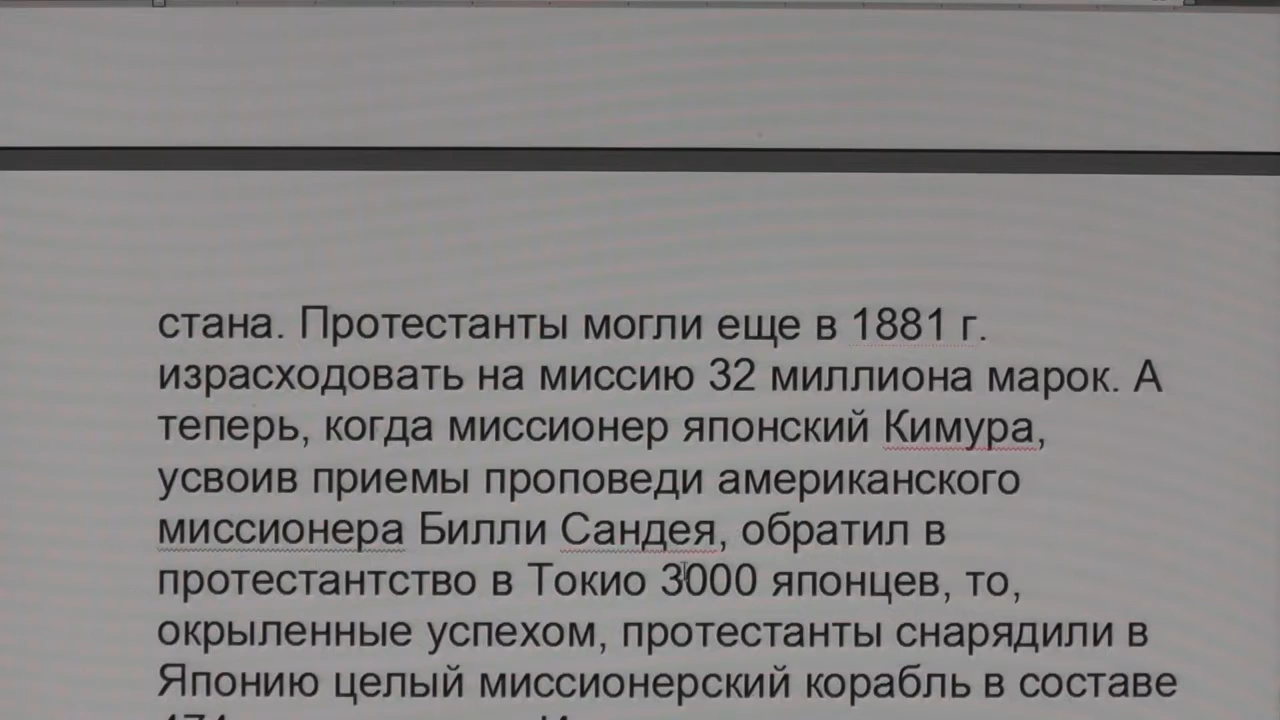 стана. Протестанты могли еще в 1881 г.
израсходовать на миссию 32 миллиона марок. А
теперь, когда миссионер японский Кимура,
усвоив приемы проповеди американского
миссионера Билли Сандея, обратил в
протестантство в Токио 3000 японцев, то,
окрыленные успехом, протестанты снарядили в
Японию целый миссионерский корабль в составе